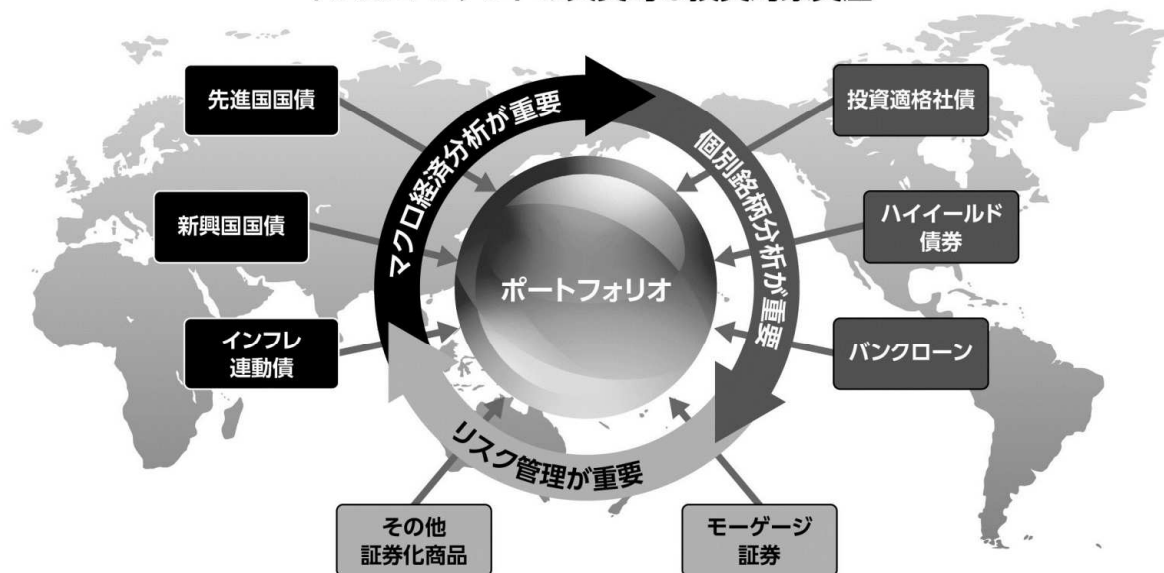 先進国国債
新興国国債
インフレ
連動債
マクロ経済分析が重要
ポートフォリオ
個別銘柄分析が重要
投資適格社債
ハイイールド
債券
バンクローン
リスク管理が重要
その他
証券化商品
モーゲージ
証券